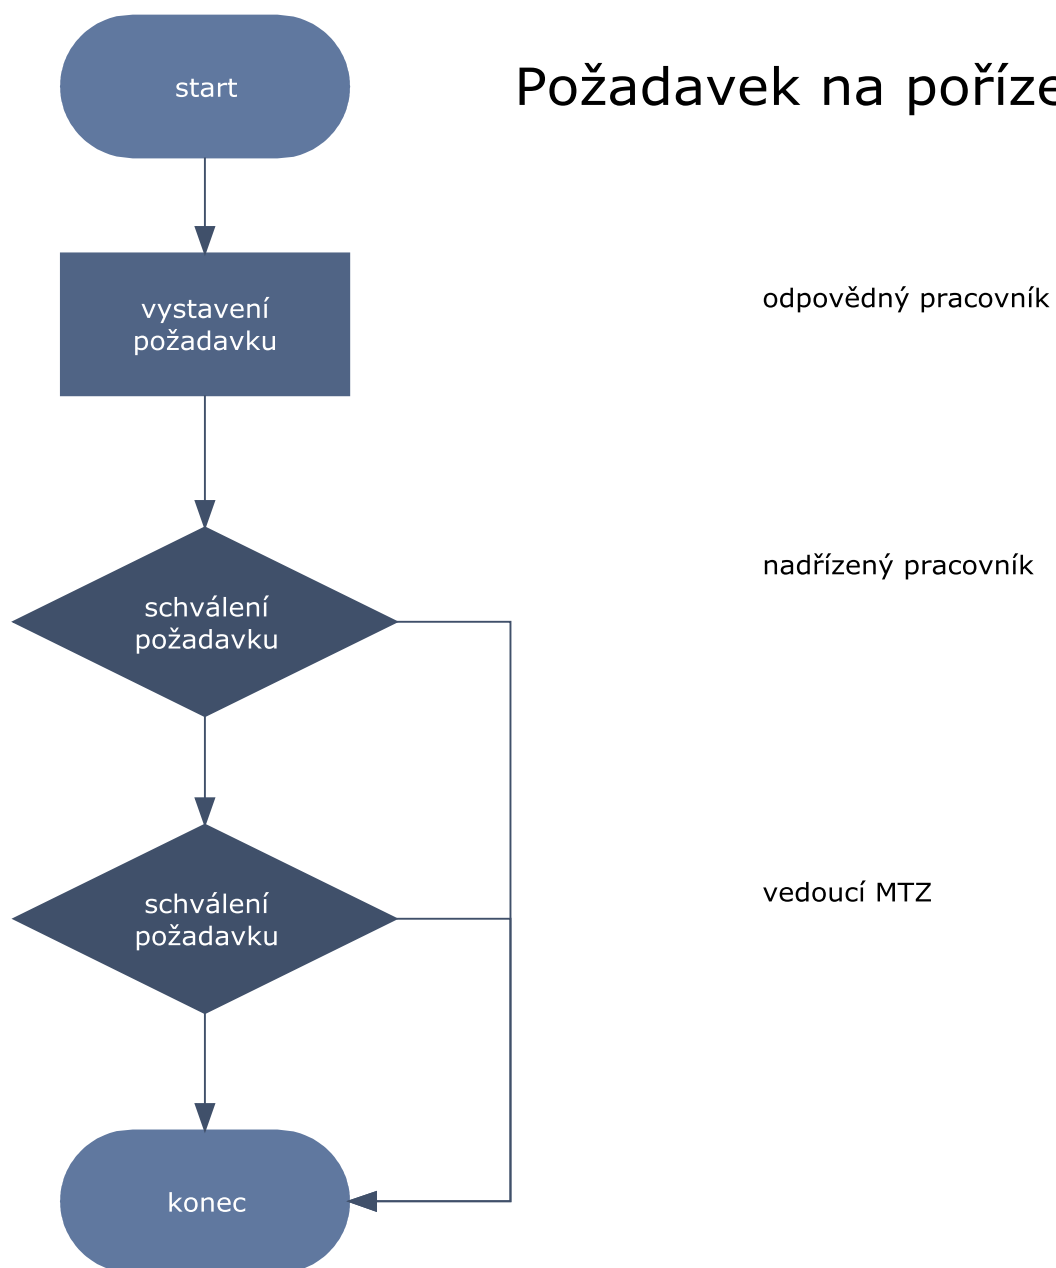 start
Požadavek na poříze
vystavení
požadavku
odpovědný pracovník
schválení
požadavku
nadřízený pracovník
schválení
požadavku
vedoucí MTZ
konec